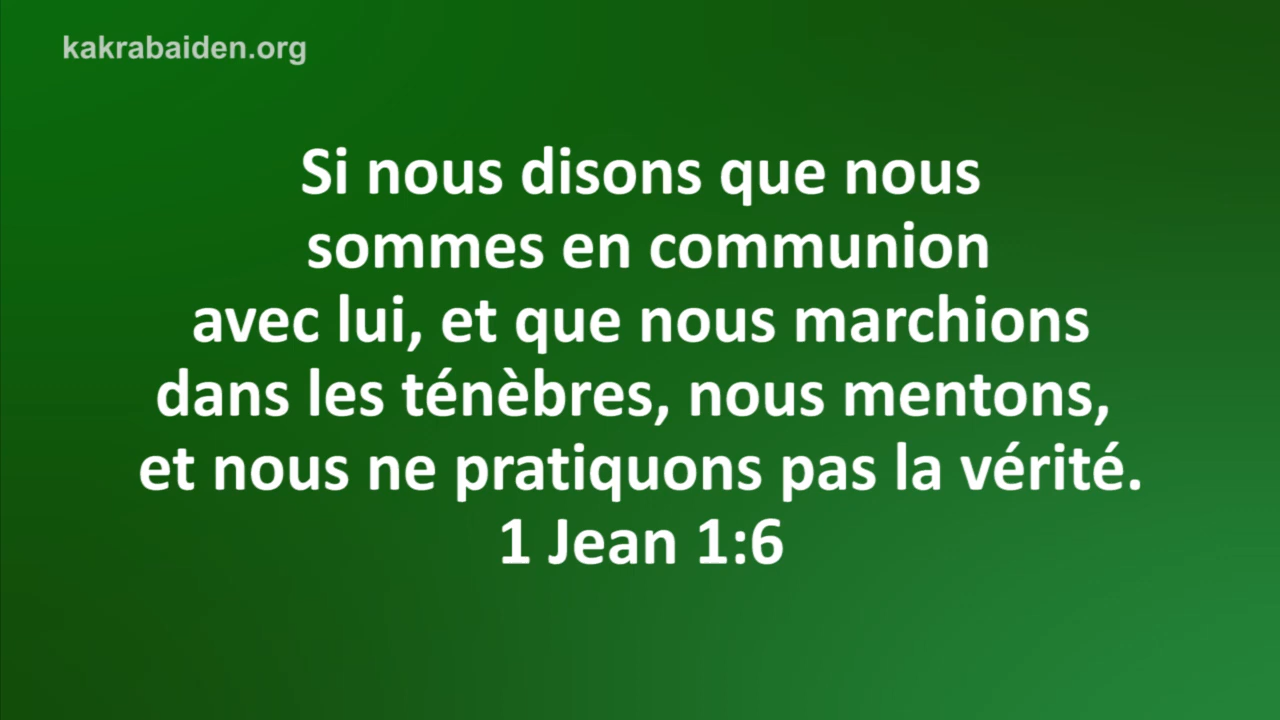 kakrabaiden.org
Si nous disons que nous
sommes en communion
avec lui, et que nous marchions
dans les ténèbres, nous mentons,
et nous ne pratiquons pas la vérité.
1 Jean 1:6